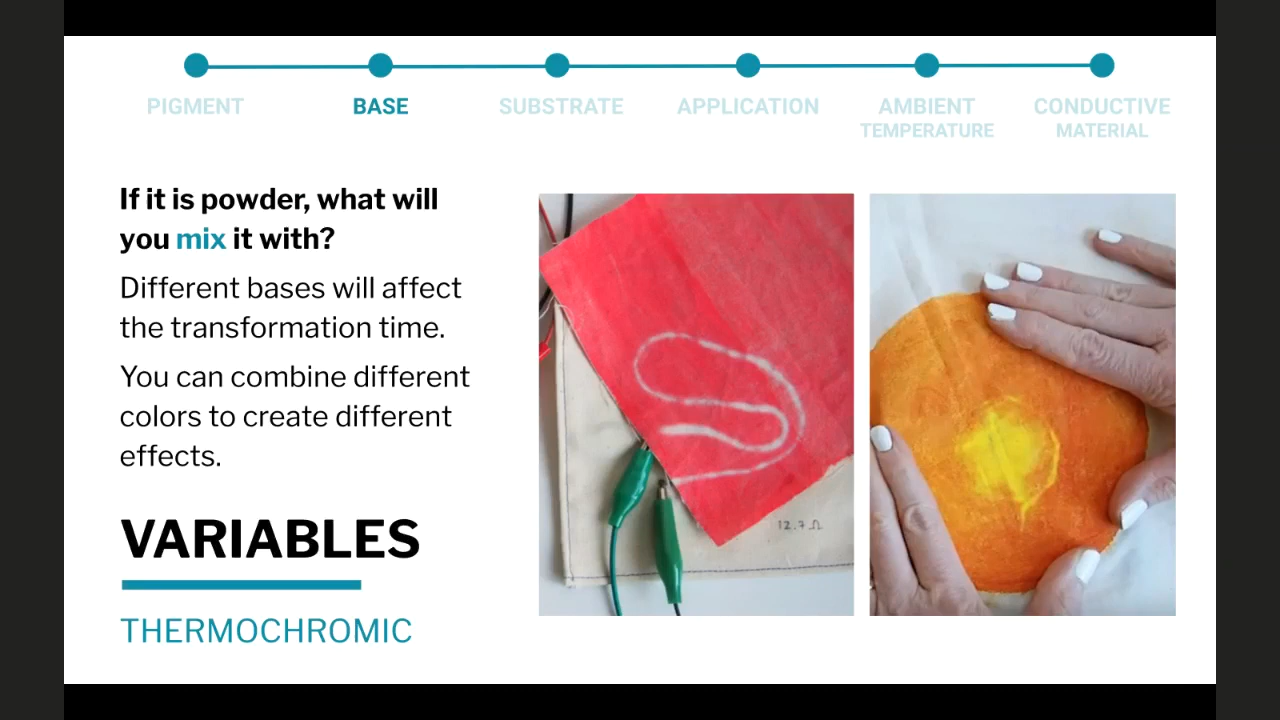 PIGMENT
BASE
SUBSTRATE
APPLICATION
AMBIENT
TEMPERATURE
CONDUCTIVE
MATERIAL
If it is powder, what will
you mix it with?
Different bases will affect
the transformation time.
You can combine different
colors to create different
effects.
VARIABLES
THERMOCHROMIC
12.7 Ω